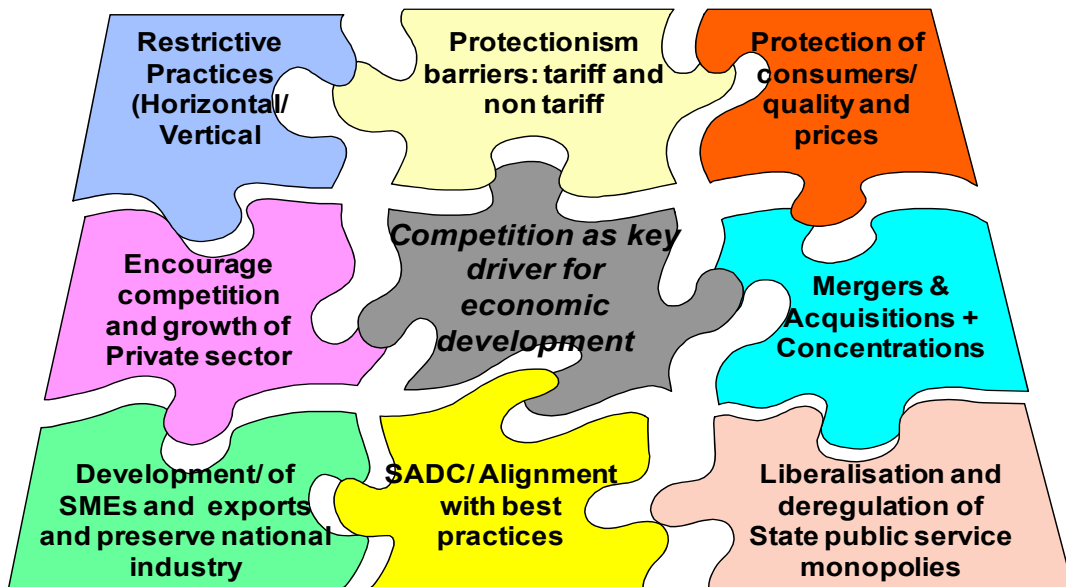 Restrictive
Practices
(Horizontal/
Vertical
Protectionism
barriers: tariff and
non tariff
Protection of
consumers/
quality and
prices
Encourage
competition
and growth of
Private sector
Competition as key
driver for
economic
development
Mergers &
Acquisitions +
Concentrations
Development/ of
SMEs and exports
and preserve national
industry
SADC/ Alignment
with best
practices
Liberalisation and
deregulation of
State public service
monopolies